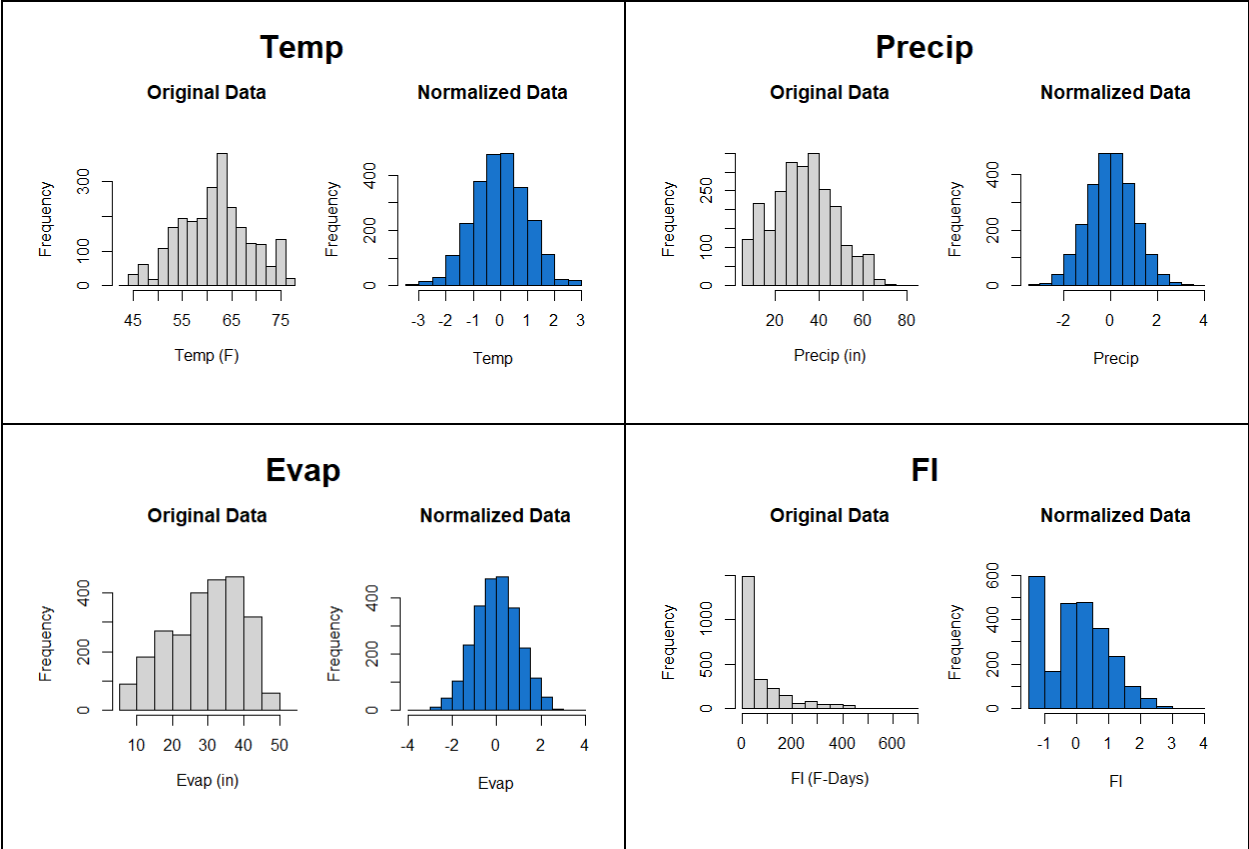 Temp
Original Data
Normalized Data
Frequency
0
100
300
45
55
65
75
Temp (F)
Frequency
0
200
400
-3
-2
-1
0
1
2
3
Temp
Precip
Original Data
Normalized Data
Frequency
0
100
250
20
40
60
80
Precip (in)
Frequency
0
200
400
-2
0
2
4
Precip
Evap
Original Data
Normalized Data
Frequency
0
200
400
10
20
30
40
50
Evap (in)
Frequency
0
200
400
-4
-2
0
2
4
Evap
FI
Original Data
Normalized Data
Frequency
0
500
1000
0
200
400
600
FI (F-Days)
Frequency
0
200
400
600
-1
0
1
2
3
4
FI